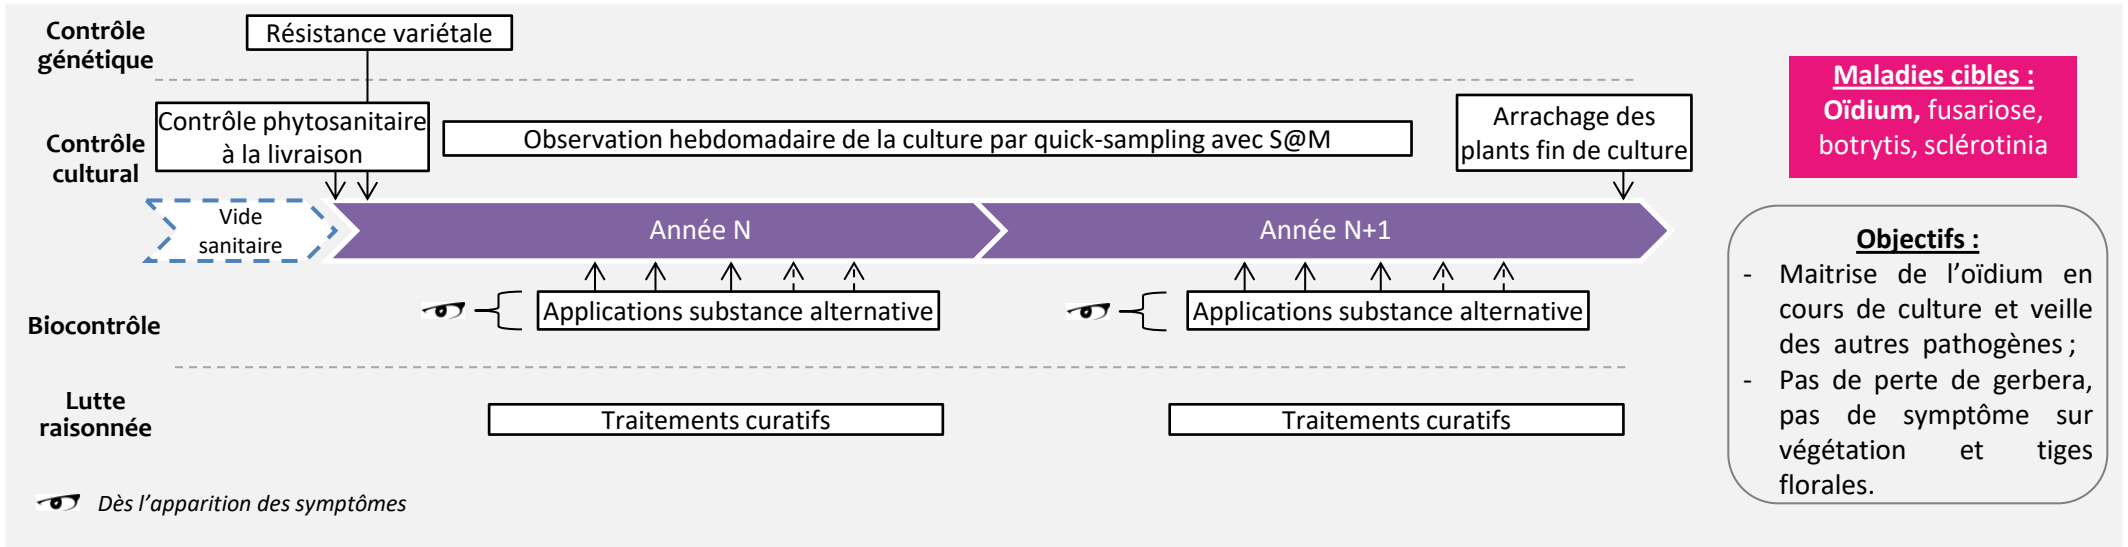 Contrôle
génétique
Résistance variétale
Contrôle
cultural
Contrôle phytosanitaire
à la livraison
Observation hebdomadaire de la culture par quick-sampling avec S@M
Arrachage des
plants fin de culture
Vide
sanitaire
Année N
Année N+1
Biocontrôle
Applications substance alternative
Applications substance alternative
Lutte
raisonnée
Traitements curatifs
Traitements curatifs
Dès l'apparition des symptômes
Maladies cibles :
Oïdium, fusariose,
botrytis, sclérotinia
Objectifs :
- Maitrise de l'oïdium en
cours de culture et veille
des autres pathogènes ;
- Pas de perte de gerbera,
pas de symptôme sur
végétation et tiges
florales.